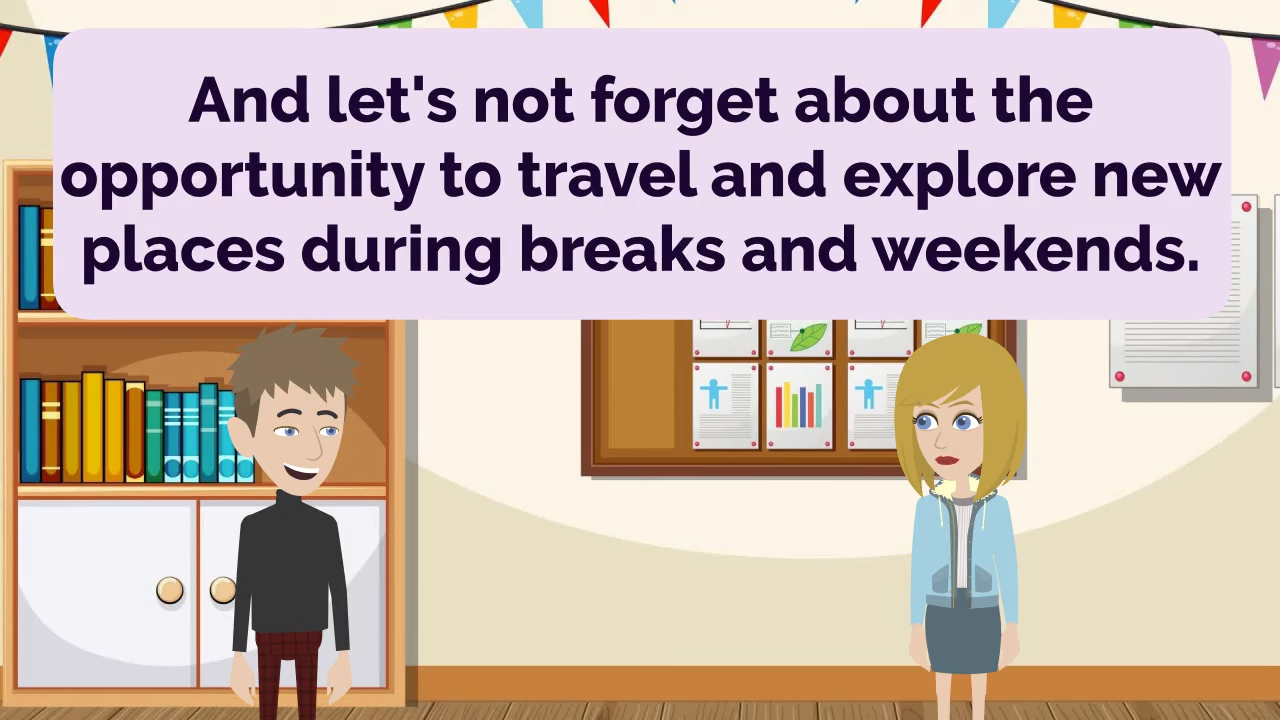 And let's not forget about the
opportunity to travel and explore new
places during breaks and weekends.